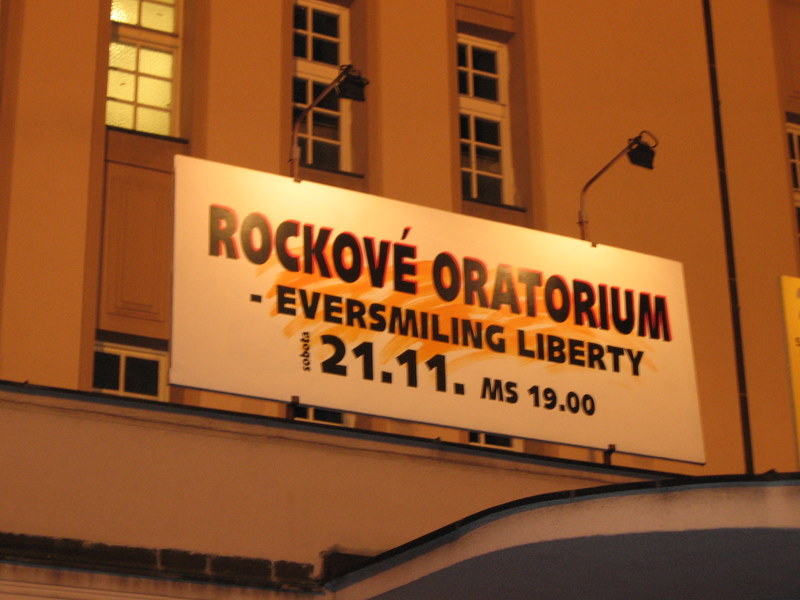 ROCKOVÉ ORATORIUM
- EVERSMILING LIBERTY
sobota 21.11. MS 19.00